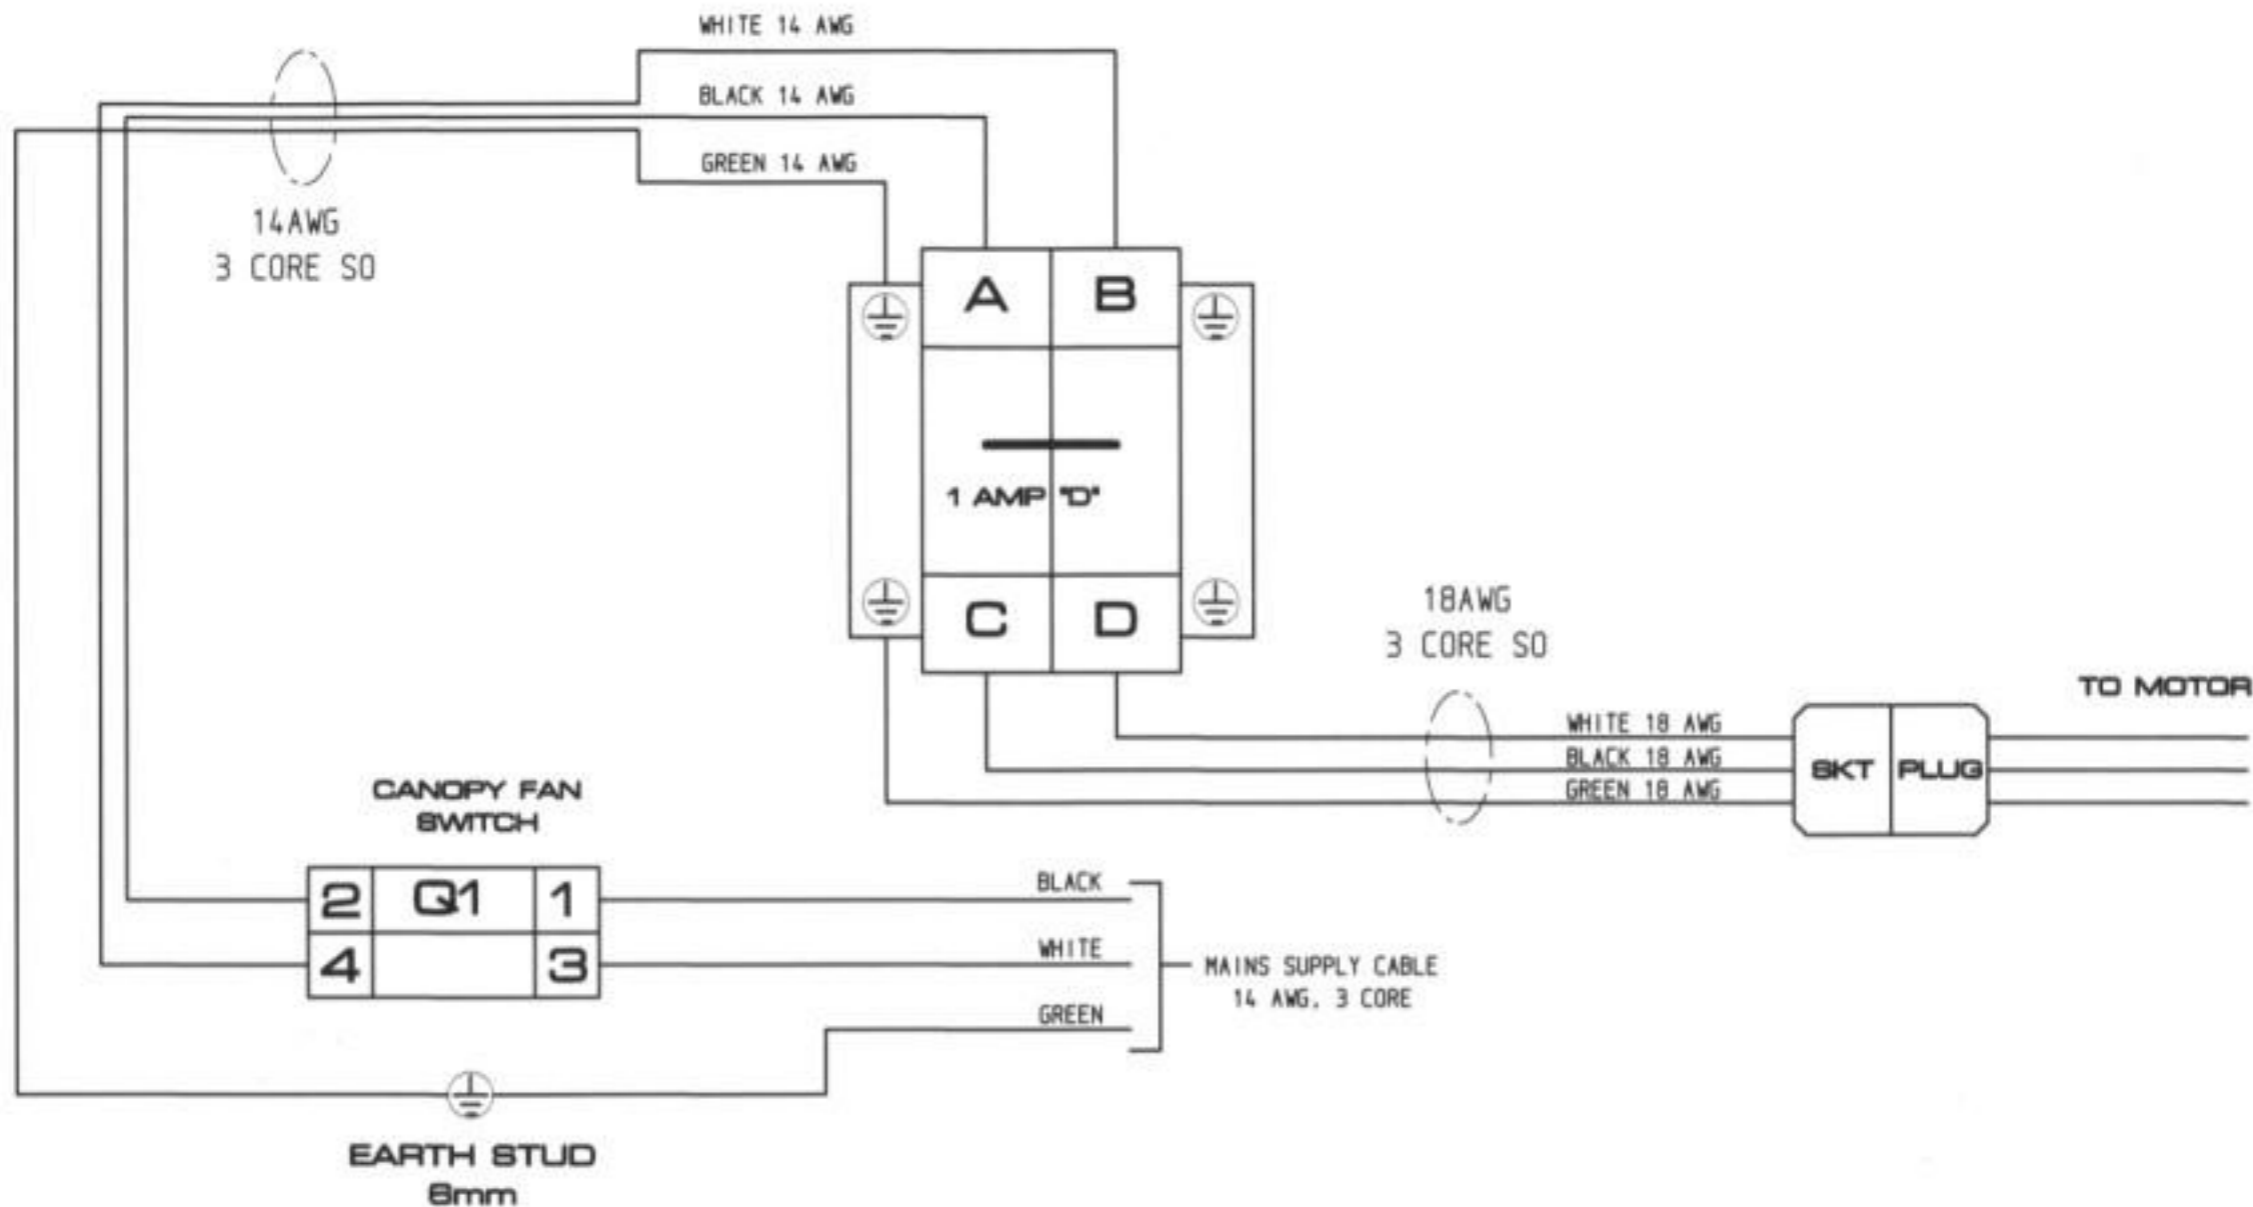 WHITE 14 AWG
BLACK 14 AWG
GREEN 14 AWG
14AWG
3 CORE SO
A
B
1 AMP "D"
C
D
18AWG
3 CORE SO
TO MOTOR
WHITE 18 AWG
BLACK 18 AWG
GREEN 18 AWG
SKT
PLUG
CANOPY FAN
SWITCH
2
Q1
1
4
3
BLACK
WHITE
GREEN
MAINS SUPPLY CABLE
14 AWG, 3 CORE
EARTH STUD
6mm